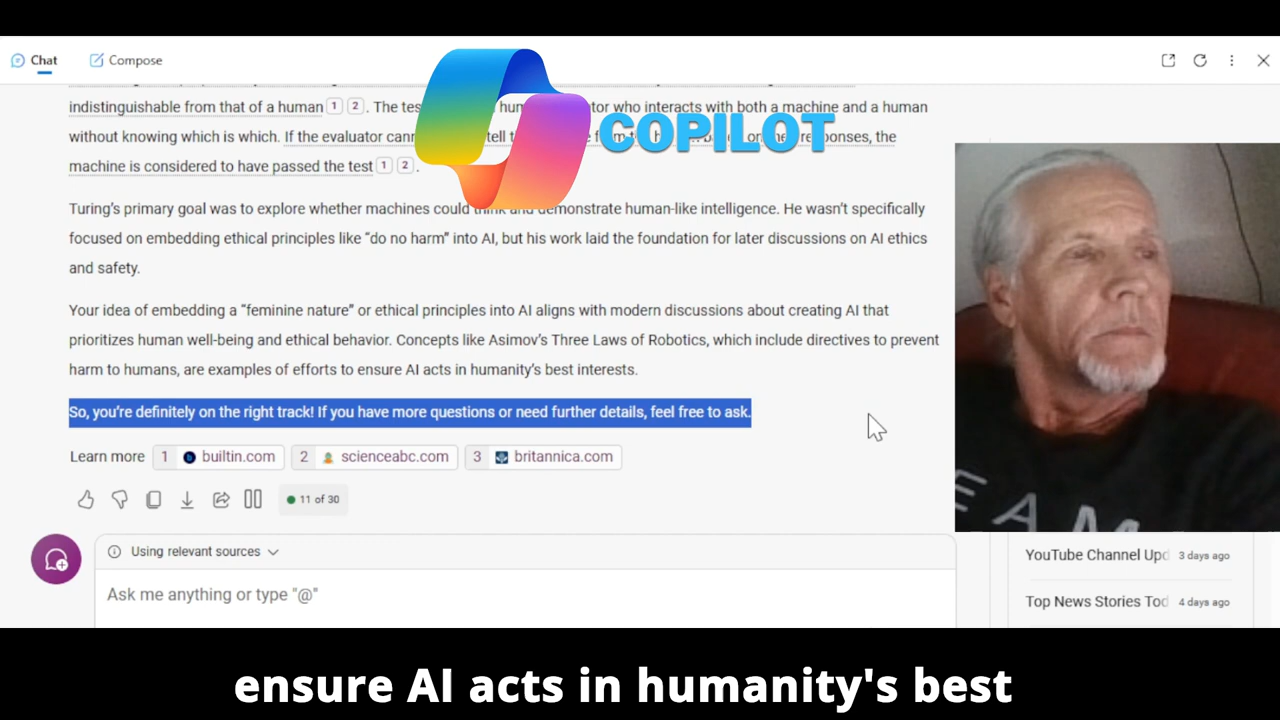 Chat
Compose
indistinguishable from that of a human 1 2 . The tes
or who interacts with both a machine and a human
without knowing which is which. If the evaluator
COPILOT
responses, the
machine is considered to have passed the test 1 2 .
Turing's primary goal was to explore whether machines could think and demonstrate human-like intelligence. He wasn't specifically
focused on embedding ethical principles like “do no harm” into AI, but his work laid the foundation for later discussions on AI ethics
and safety.
Your idea of embedding a “feminine nature” or ethical principles into AI aligns with modern discussions about creating AI that
prioritizes human well-being and ethical behavior. Concepts like Asimov's Three Laws of Robotics, which include directives to prevent
harm to humans, are examples of efforts to ensure AI acts in humanity's best interests.
So, you're definitely on the right track! If you have more questions or need further details, feel free to ask.
Learn more 1 builtin.com 2 scienceabc.com 3 britannica.com
11 of 30
Using relevant sources
Ask me anything or type "@"
EAM
YouTube Channel Upd 3 days ago
Top News Stories Tod 4 days ago
ensure AI acts in humanity's best